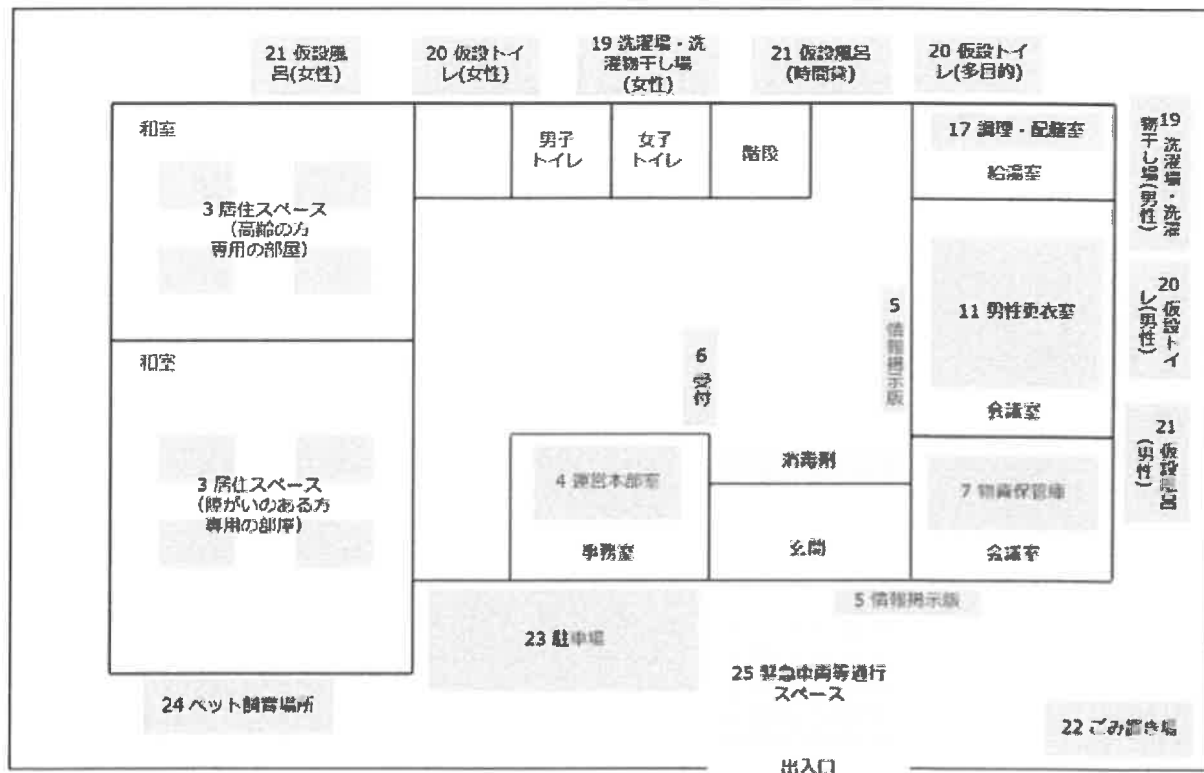 21 仮設風
呂(女性)
20 仮設トイ
レ(女性)
19 洗濯場・洗
濯物干し場
(女性)
21 仮設風呂
(時間貸)
20 仮設トイ
レ(多目的)
和室
男子
トイレ
女子
トイレ
階段
17 調理・配膳室
給湯室
19 洗濯場・洗濯
物干し場(男性)
3 居住スペース
(高齢の方
専用の部屋)
5 情報掲示版
11 男性更衣室
会議室
20 仮設トイ
レ(男性)
6 受付
和室
3 居住スペース
(障がいのある方
専用の部屋)
4 運営本部室
事務室
消毒剤
玄関
7 物資保管庫
会議室
21 仮設風呂
(男性)
5 情報掲示版
23 駐車場
25 緊急車両等通行
スペース
24 ペット飼育場所
22 ごみ置き場
出入口